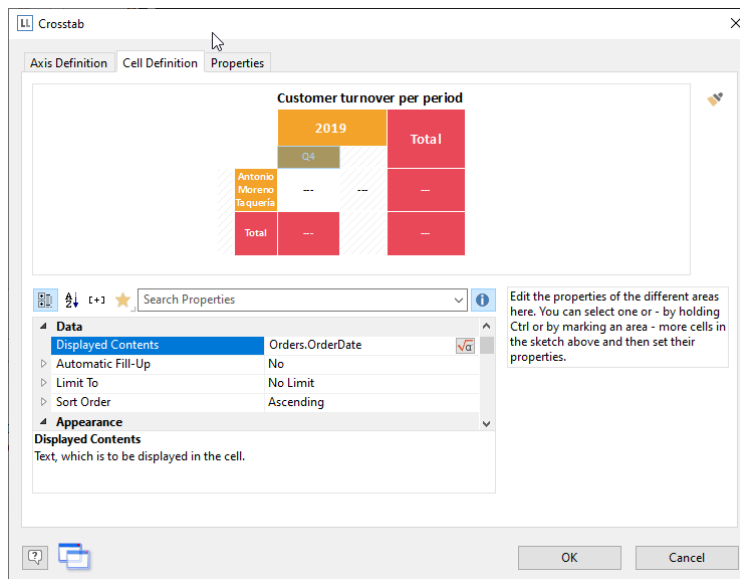 LL Crosstab
Axis Definition Cell Definition Properties
Customer turnover per period
2019
Total
Q4
Antonio
Moreno
Taquería
---
---
---
Total
---
---
A
Z
[+]
Search Properties
i
Data
Displayed Contents Orders.OrderDate
√α
Automatic Fill-Up No
Limit To No Limit
Sort Order Ascending
Appearance
Displayed Contents
Text, which is to be displayed in the cell.
Edit the properties of the different areas
here. You can select one or - by holding
Ctrl or by marking an area - more cells in
the sketch above and then set their
properties.
?
OK
Cancel